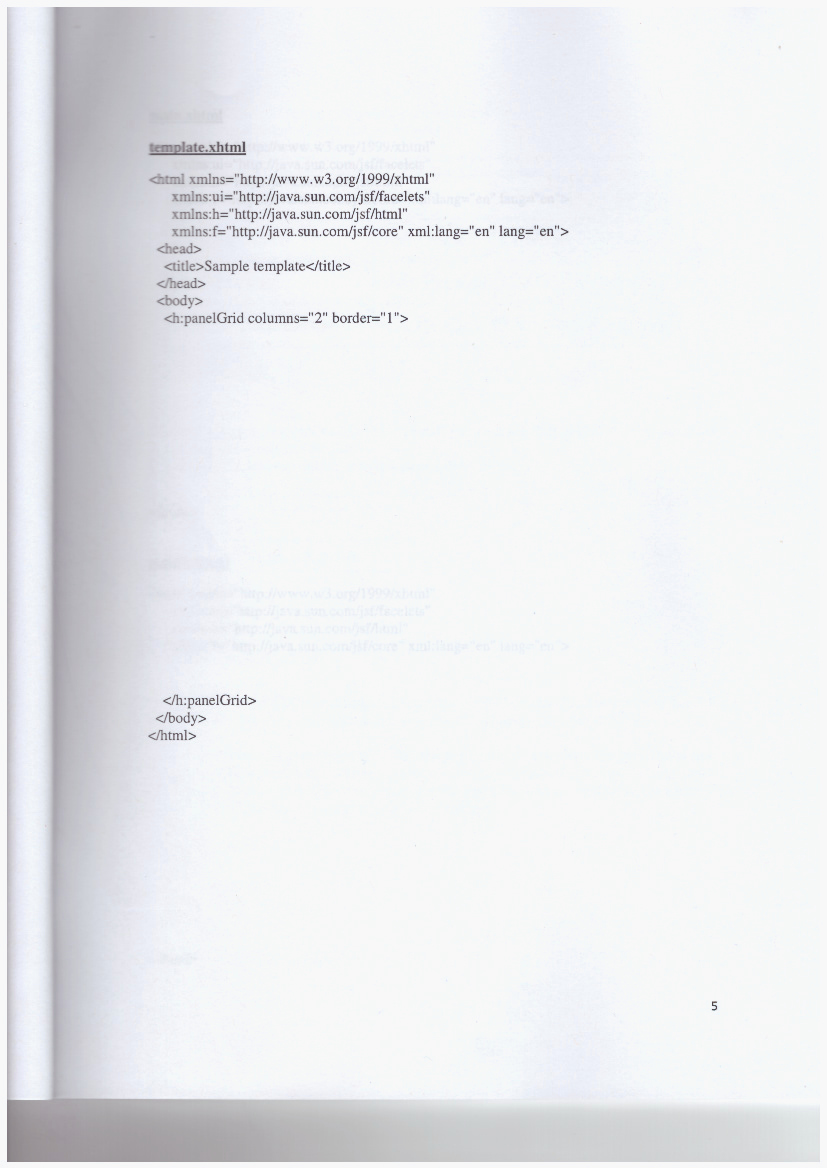 template.xhtml
<html xmlns="http://www.w3.org/1999/xhtml"
xmlns:ui="http://java.sun.com/jsf/facelets"
xmlns:h="http://java.sun.com/jsf/html"
xmlns:f="http://java.sun.com/jsf/core" xml:lang="en" lang="en">
<head>
<title>Sample template</title>
</head>
<body>
<h:panelGrid columns="2" border="1">
</h:panelGrid>
</body>
</html>
5